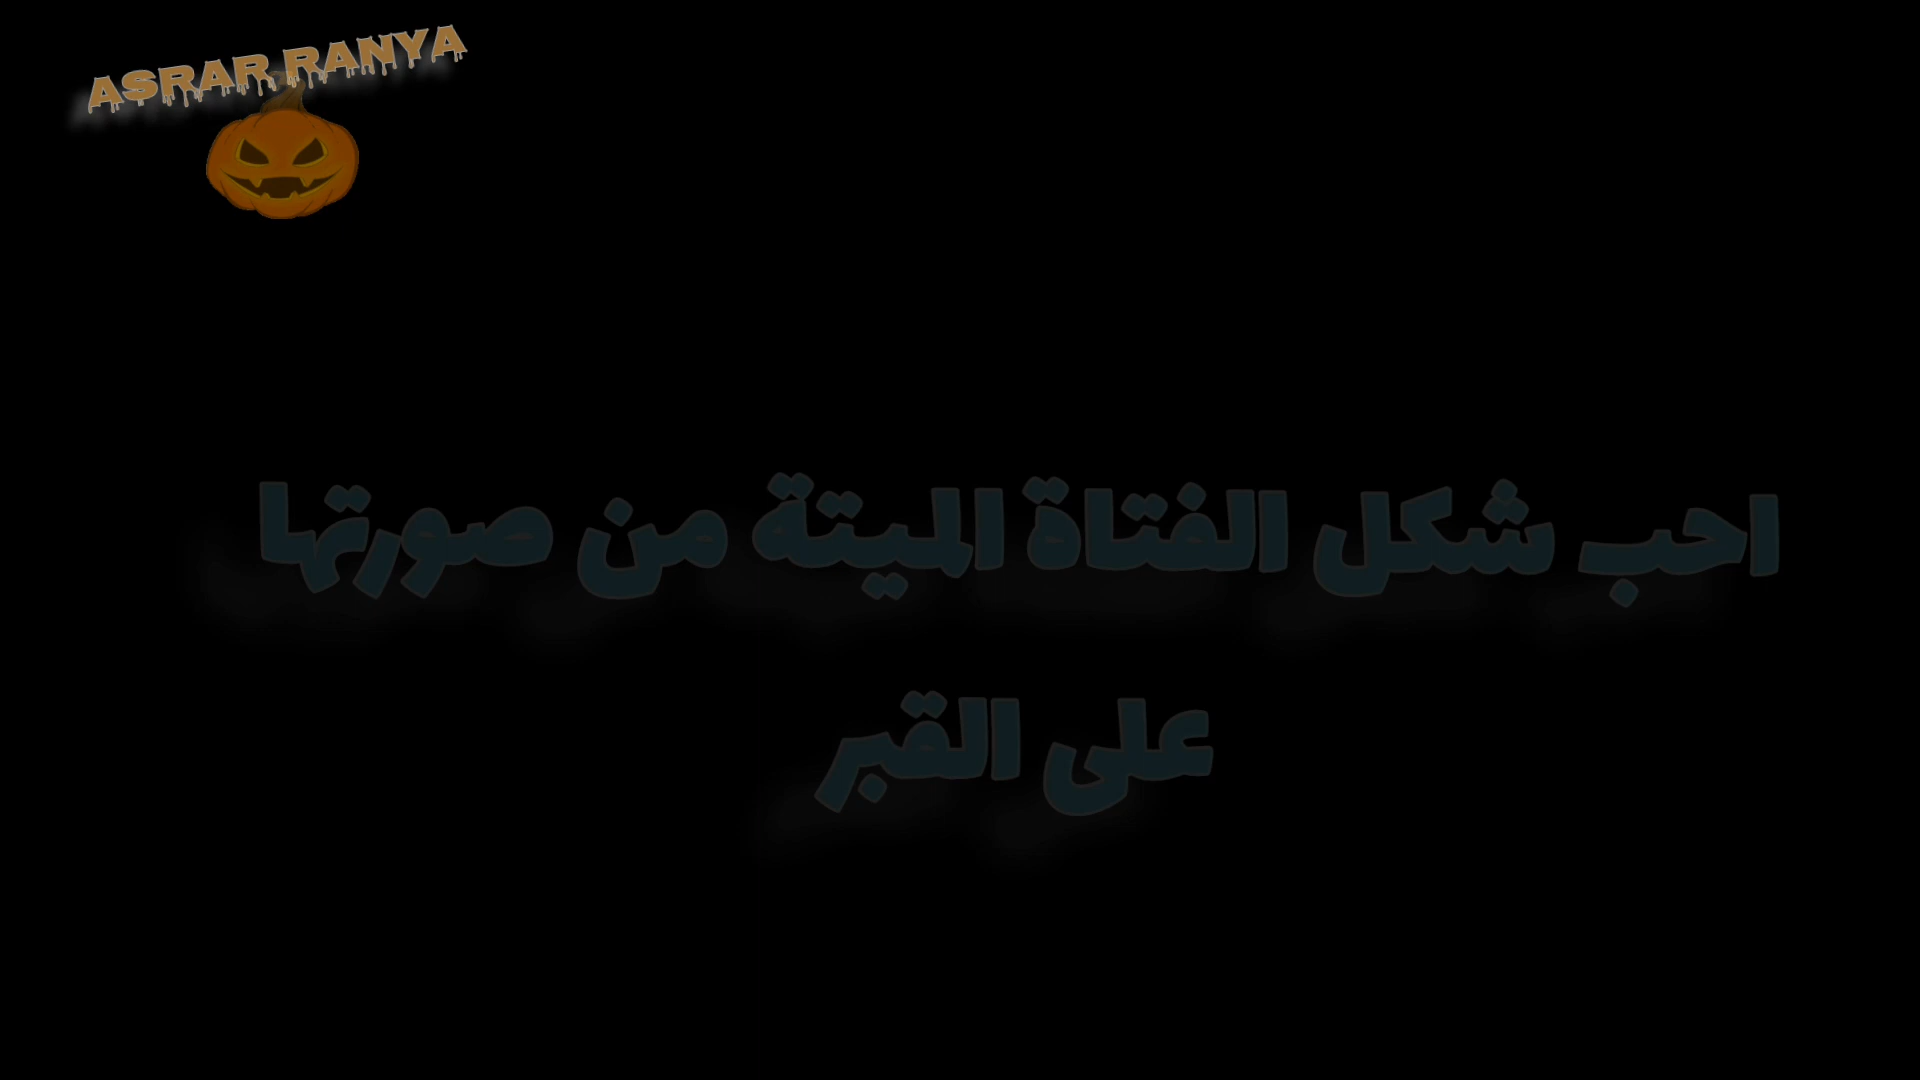 ASRAR RANYA
احب شكل الفتاة الميتة من صورتها
على القبر